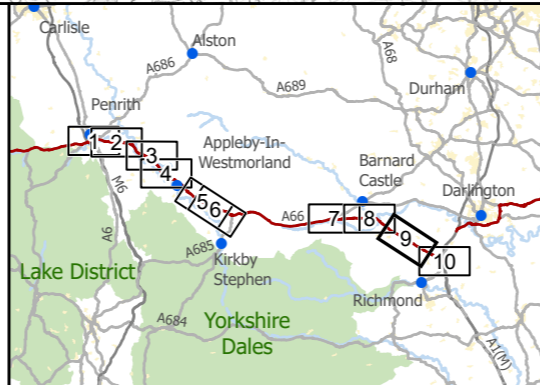 Carlisle
Alston
A68
A686
A689
Durham
Penrith
1
2
3
4
5
6
Appleby-In-
Westmorland
M6
A6
Barnard
Castle
Darlington
A66
7
8
9
10
A685
Kirkby
Stephen
Lake District
Richmond
A684
Yorkshire
Dales
A1(M)